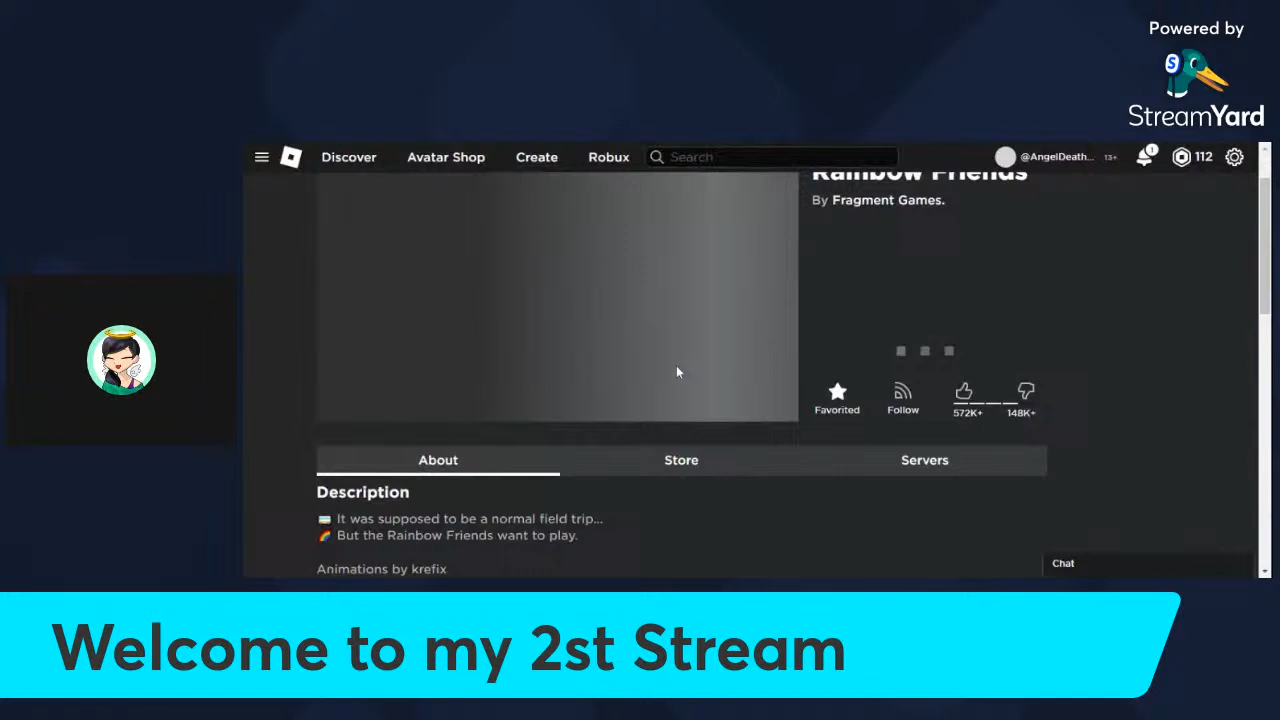 Powered by
StreamYard
Discover Avatar Shop Create Roblux Search @AngelDeath... 13+ 1 112
Rainbow Friends
By Fragment Games.
Favorited Follow 572K+ 148K+
About Store Servers
Description
It was supposed to be a normal field trip...
But the Rainbow Friends want to play.
Animations by krefix
Chat
Welcome to my 2st Stream